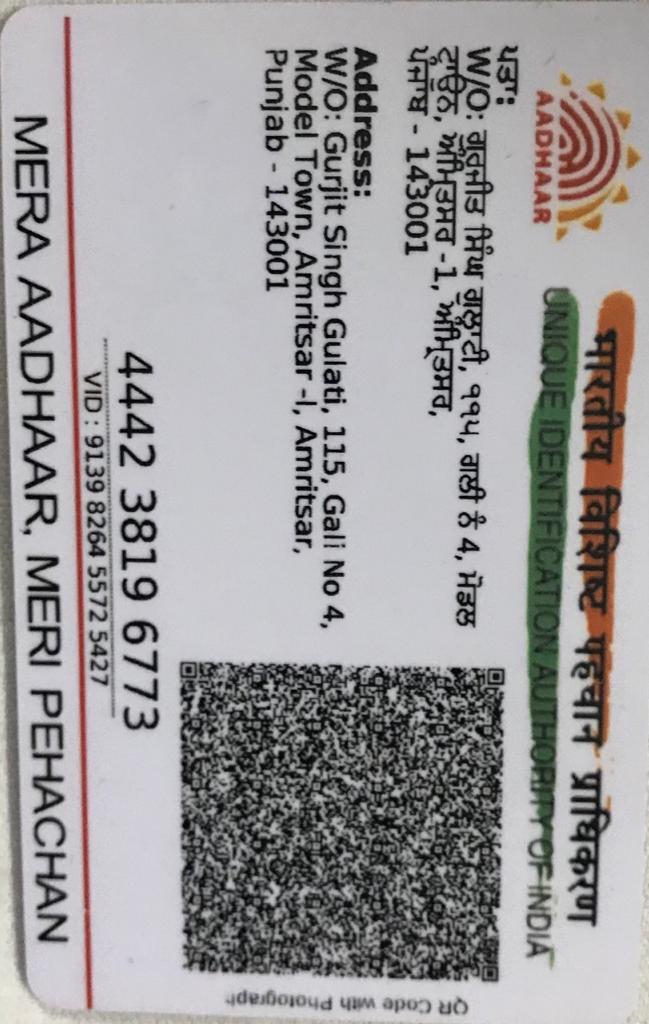 भारतीय विशिष्ट पहचान प्राधिकरण
UNIQUE IDENTIFICATION AUTHORITY OF INDIA
AADHAAR
ਪਤਾ:
W/O: ਗੁਰਜੀਤ ਸਿੰਘ ਗੁਲਾਟੀ, ੧੧੫, ਗਲੀ ਨੰ 4, ਮੌਡਲ
ਟਾਊਨ, ਅੰਮ੍ਰਿਤਸਰ -1, ਅੰਮ੍ਰਿਤਸਰ,
ਪੰਜਾਬ - 143001
Address:
W/O: Gurjit Singh Gulati, 115, Gali No 4,
Model Town, Amritsar -I, Amritsar,
Punjab - 143001
QR Code with Photograph
4442 3819 6773
VID : 9139 8264 5572 5427
MERA AADHAAR, MERI PEHACHAN